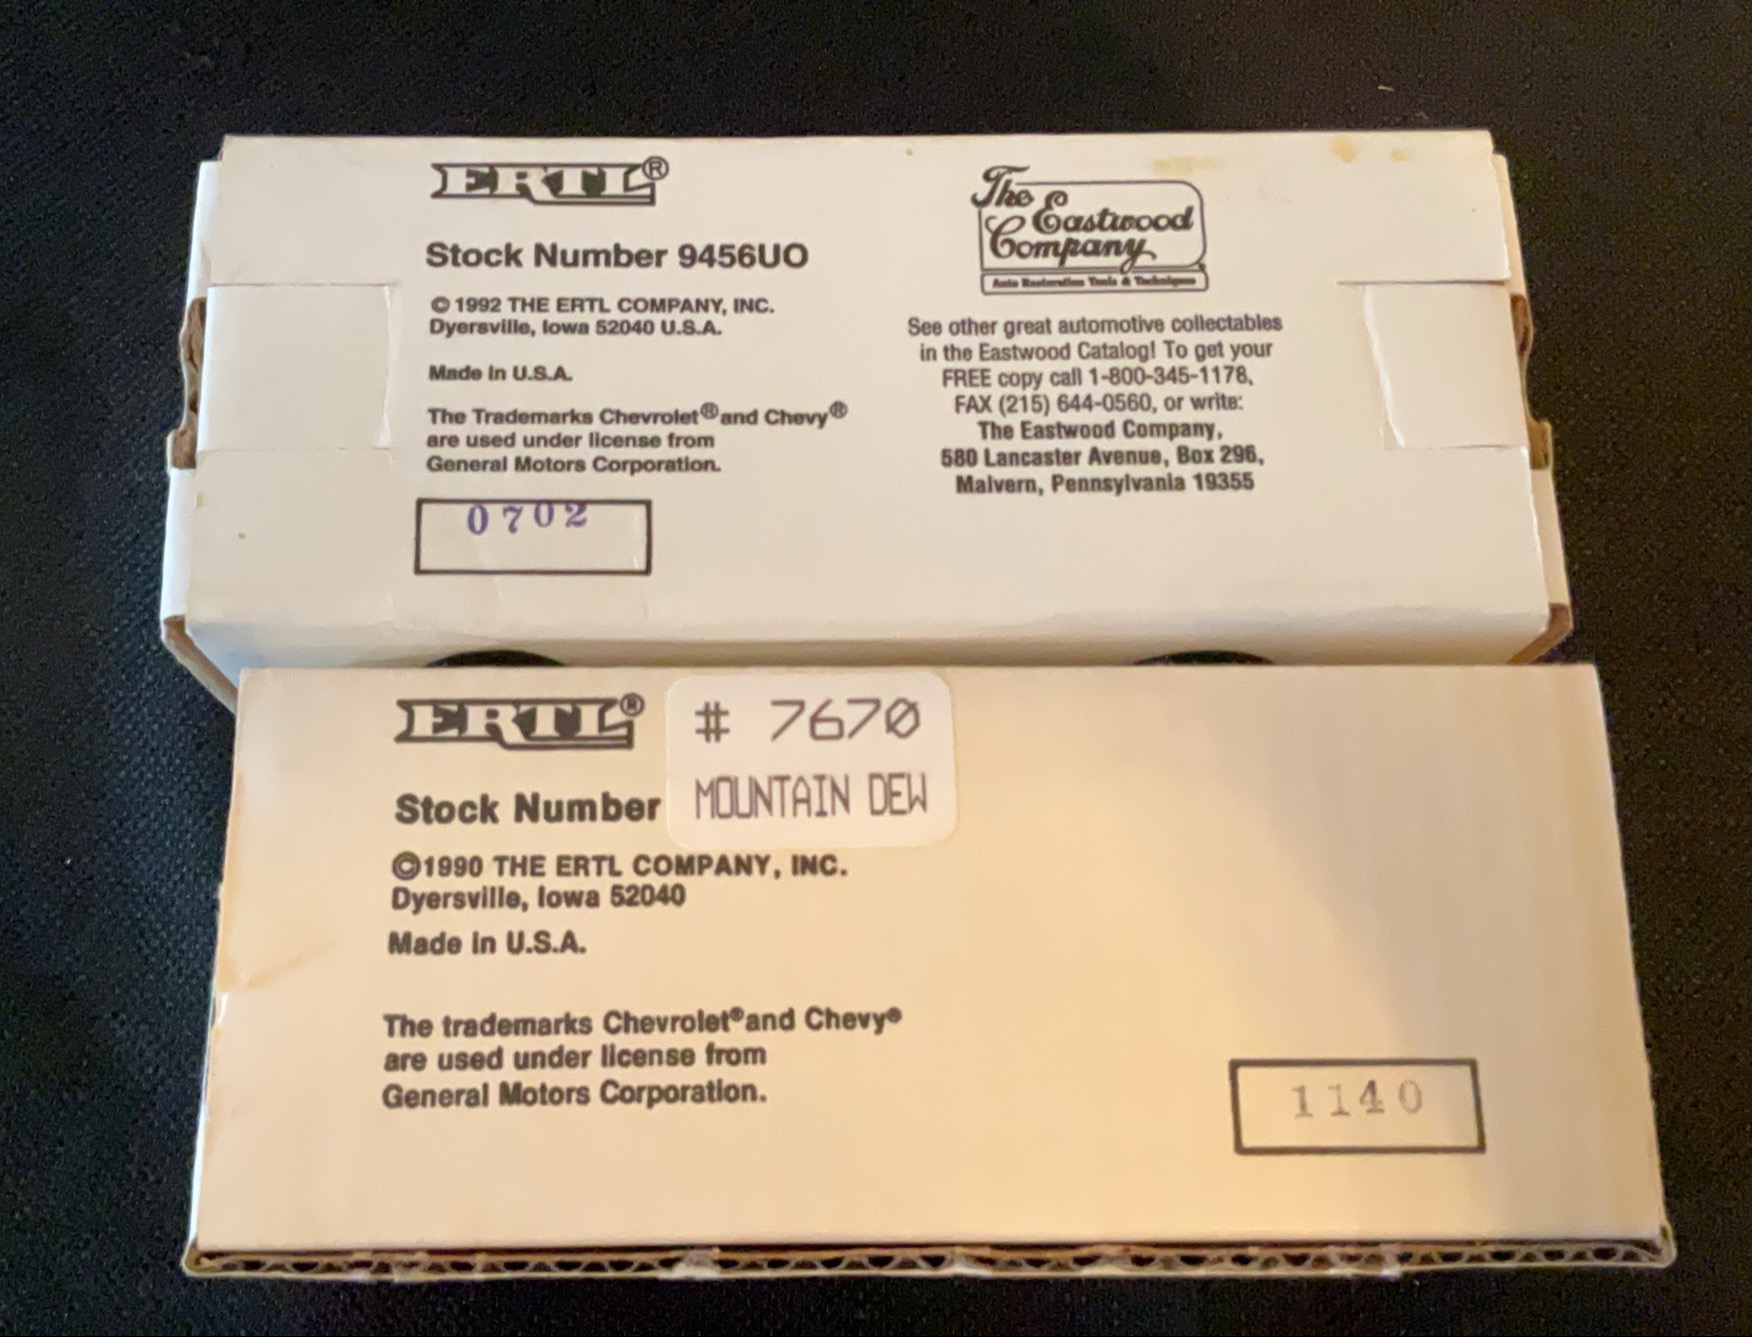 ERTL®
Stock Number 9456UO
© 1992 THE ERTL COMPANY, INC.
Dyersville, Iowa 52040 U.S.A.
Made in U.S.A.
The Trademarks Chevrolet® and Chevy®
are used under license from
General Motors Corporation.
0702
The
Eastwood
Company
Auto Restoration Tools & Techniques
See other great automotive collectables
in the Eastwood Catalog! To get your
FREE copy call 1-800-345-1178,
FAX (215) 644-0560, or write:
The Eastwood Company,
580 Lancaster Avenue, Box 296,
Malvern, Pennsylvania 19355
ERTL®
# 7670
MOUNTAIN DEW
Stock Number
©1990 THE ERTL COMPANY, INC.
Dyersville, Iowa 52040
Made in U.S.A.
The trademarks Chevrolet® and Chevy®
are used under license from
General Motors Corporation.
1140